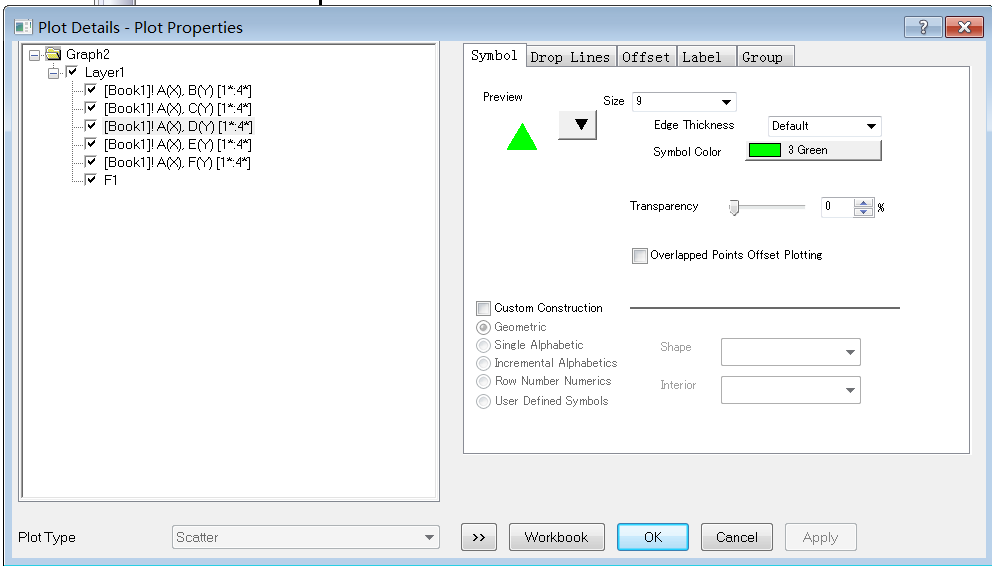 Plot Details - Plot Properties
Graph2
Layer1
[Book1]! A(X), B(Y) [1*:4*]
[Book1]! A(X), C(Y) [1*:4*]
[Book1]! A(X), D(Y) [1*:4*]
[Book1]! A(X), E(Y) [1*:4*]
[Book1]! A(X), F(Y) [1*:4*]
F1
Symbol Drop Lines Offset Label Group
Preview
Size 9
Edge Thickness Default
Symbol Color 3 Green
Transparency 0 %
Overlapped Points Offset Plotting
Custom Construction
Geometric
Single Alphabetic
Incremental Alphabetics
Row Number Numerics
User Defined Symbols
Shape
Interior
Plot Type Scatter >> Workbook OK Cancel Apply